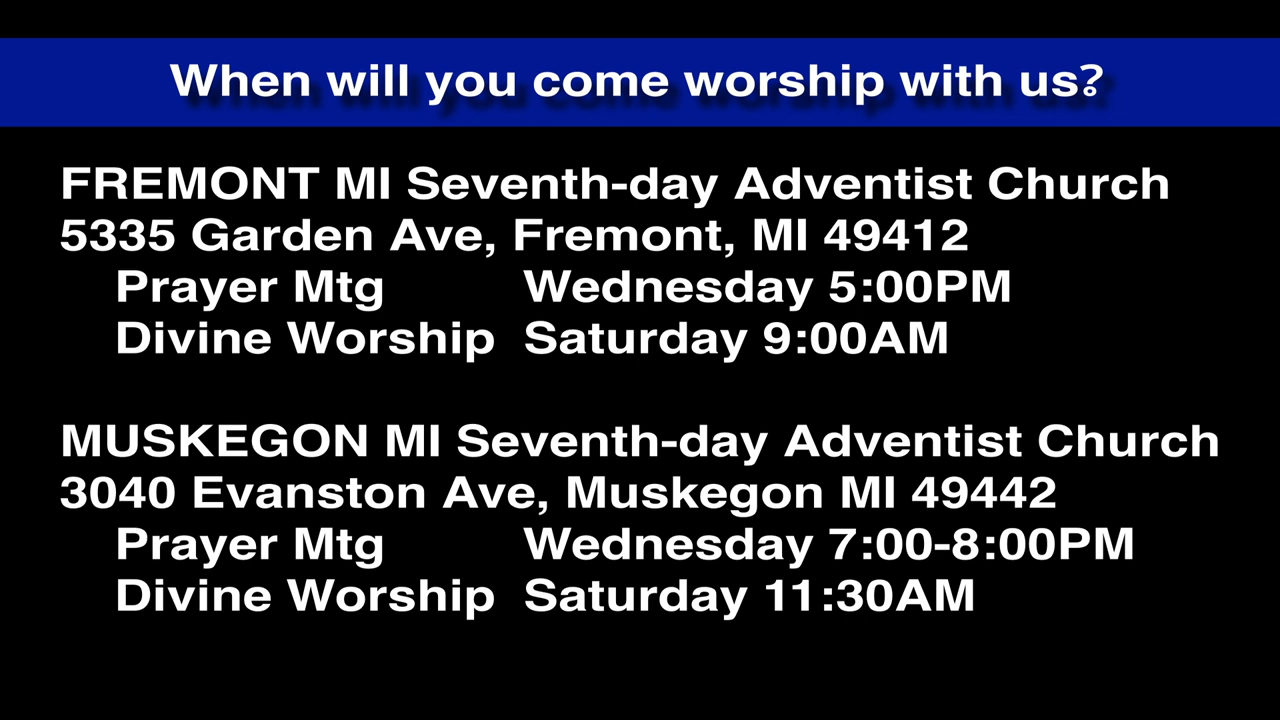 When will you come worship with us?
FREMONT MI Seventh-day Adventist Church
5335 Garden Ave, Fremont, MI 49412
Prayer Mtg Wednesday 5:00PM
Divine Worship Saturday 9:00AM
MUSKEGON MI Seventh-day Adventist Church
3040 Evanston Ave, Muskegon MI 49442
Prayer Mtg Wednesday 7:00-8:00PM
Divine Worship Saturday 11:30AM